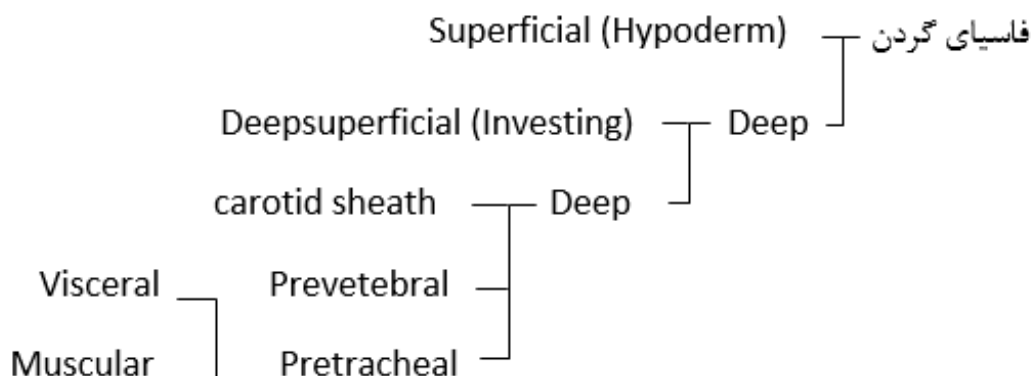 فاسیای گردن Superficial (Hypoderm)
Deep Deepsuperficial (Investing)
Deep carotid sheath
Prevetebral Visceral
Pretracheal Muscular